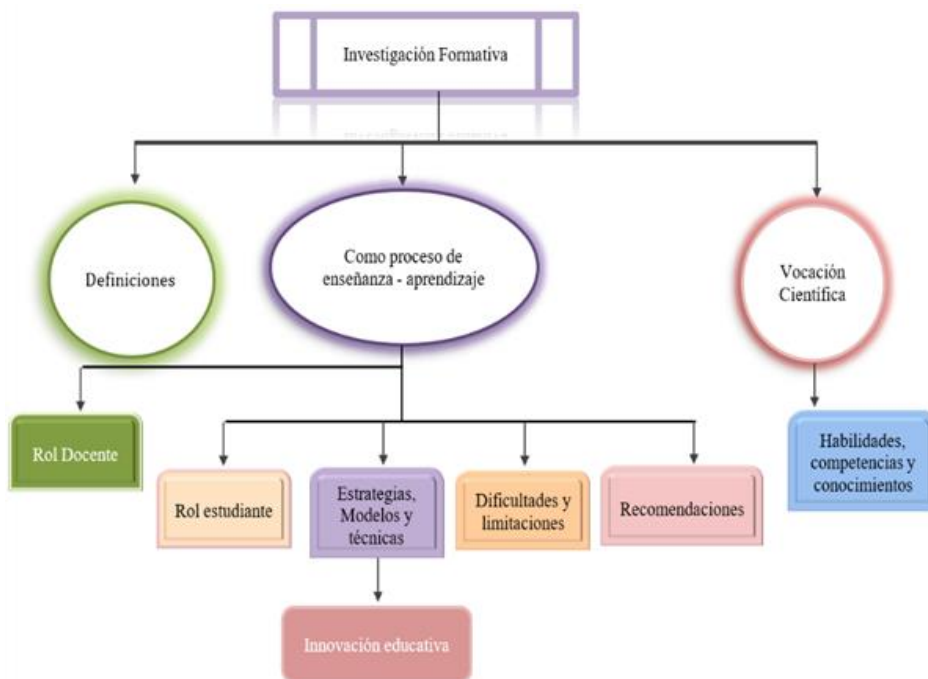 Investigación Formativa
Definiciones
Como proceso de
enseñanza - aprendizaje
Vocación
Científica
Rol Docente
Rol estudiante
Estrategias,
Modelos y
técnicas
Dificultades y
limitaciones
Recomendaciones
Habilidades,
competencias y
conocimientos
Innovación educativa